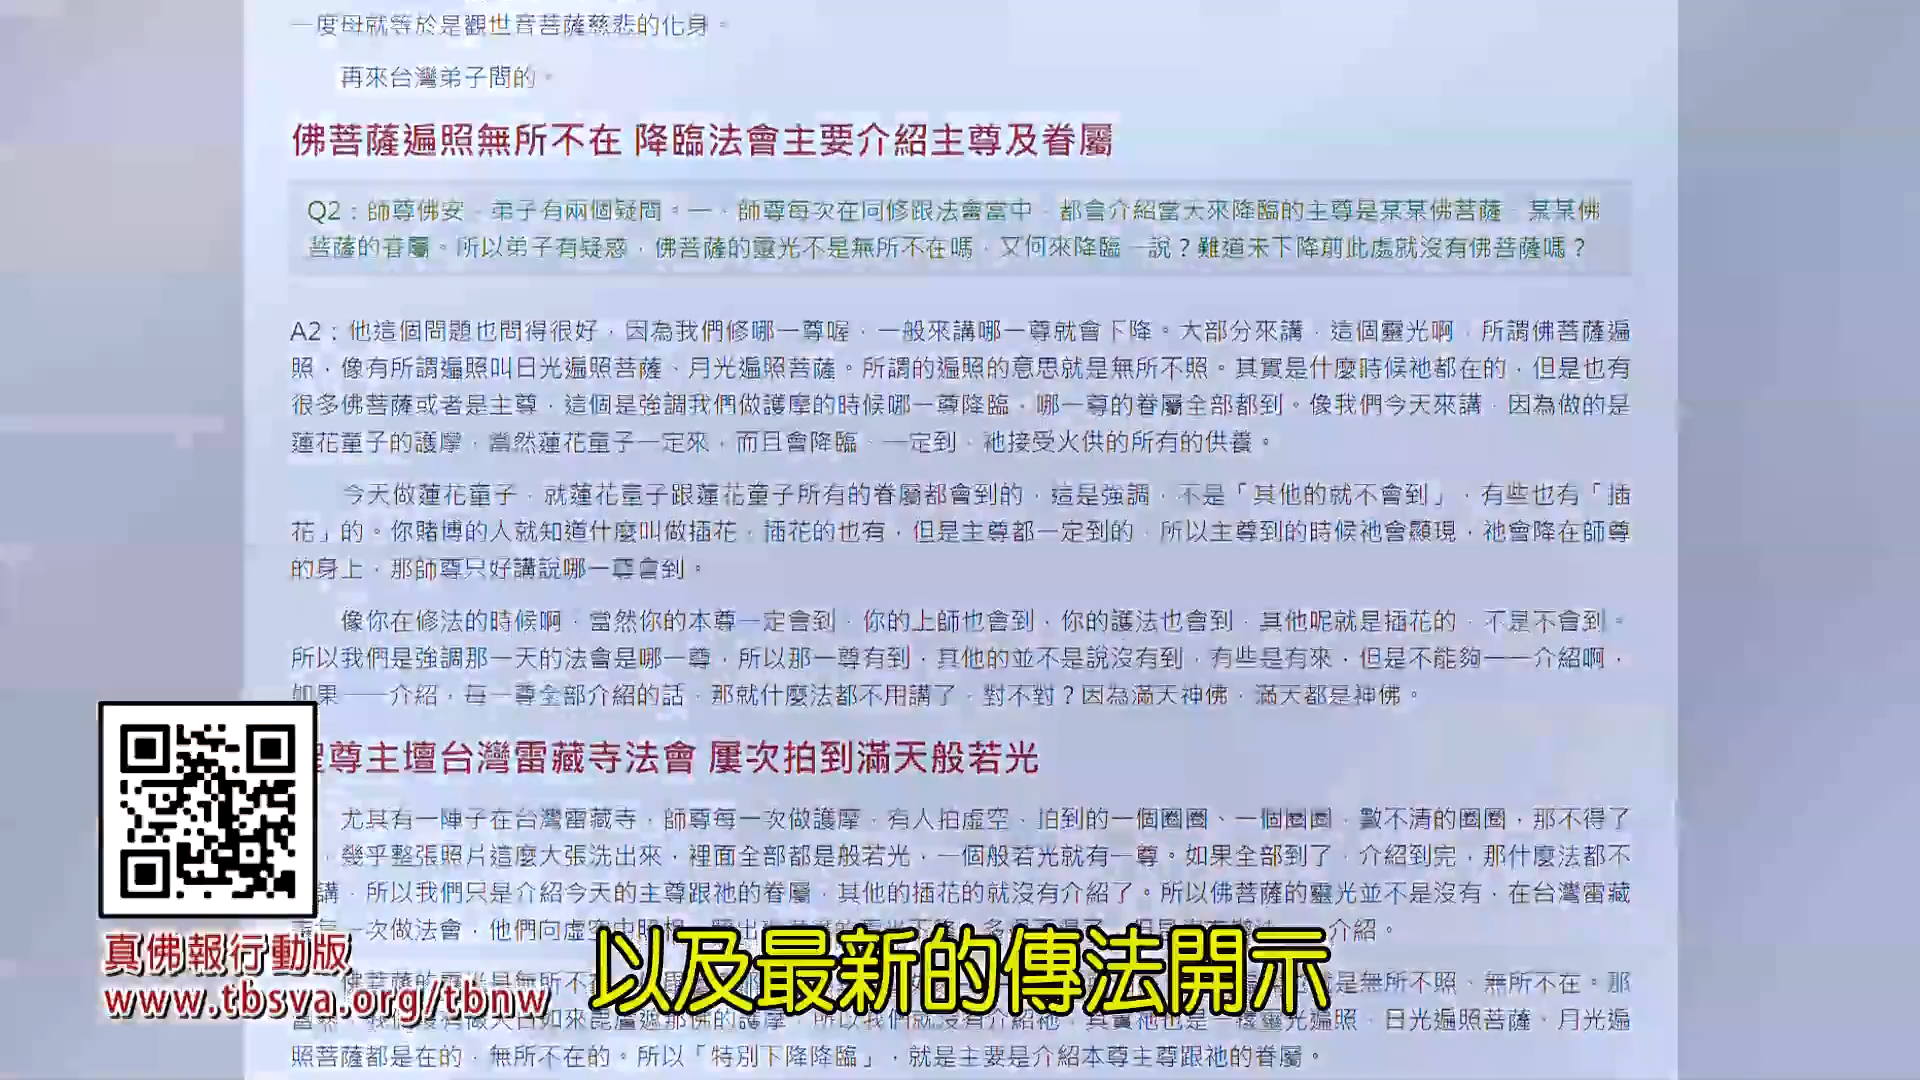 一度母就等於是觀世音菩薩慈悲的化身。
再來台灣弟子問的。
佛菩薩遍照無所不在 降臨法會主要介紹主尊及眷屬
Q2：師尊佛安，弟子有兩個疑問。一、師尊每次在同修跟法會當中，都會介紹當天來降臨的主尊是某某佛菩薩、某某佛
菩薩的眷屬。所以弟子有疑惑，佛菩薩的靈光不是無所不在嗎，又何來降臨一說？難道未下降前此處就沒有佛菩薩嗎？
A2：他這個問題也問得很好，因為我們修哪一尊喔，一般來講哪一尊就會下降。大部分來講，這個靈光啊，所謂佛菩薩遍
照，像有所謂遍照叫日光遍照菩薩、月光遍照菩薩。所謂的遍照的意思就是無所不照。其實是什麼時候祂都在的，但是也有
很多佛菩薩或者是主尊，這個是強調我們做護摩的時候哪一尊降臨，哪一尊的眷屬全部都到。像我們今天來講，因為做的是
蓮花童子的護摩，當然蓮花童子一定來，而且會降臨，一定到，祂接受火供的所有的供養。
今天做蓮花童子，就蓮花童子跟蓮花童子所有的眷屬都會到的，這是強調，不是「其他的就不會到」，有些也有「插
花」的。你賭博的人就知道什麼叫做插花，插花的也有，但是主尊都一定到的，所以主尊到的時候祂會顯現，祂會降在師尊
的身上，那師尊只好講說哪一尊會到。
像你在修法的時候啊，當然你的本尊一定會到，你的上師也會到，你的護法也會到，其他呢就是插花的，不是不會到。
所以我們是強調那一天的法會是哪一尊，所以那一尊有到，其他的並不是說沒有到，有些是有來，但是不能夠一一介紹啊，
如果一一介紹，每一尊全部介紹的話，那就什麼法都不用講了，對不對？因為滿天神佛，滿天都是神佛。
聖尊主壇台灣雷藏寺法會 屢次拍到滿天般若光
尤其有一陣子在台灣雷藏寺，師尊每一次做護摩，有人拍虛空、拍到的一個圈圈、一個圈圈，數不清的圈圈，那不得了
，幾乎整張照片這麼大張洗出來，裡面全部都是般若光，一個般若光就有一尊。如果全部到了，介紹到完，那什麼法都不
講，所以我們只是介紹今天的主尊跟祂的眷屬，其他的插花的就沒有介紹了。所以佛菩薩的靈光並不是沒有，在台灣雷藏
一次做法會，他們向虛空中照相，介紹。
佛菩薩的靈光是無所不 是無所不照、無所不在。那
所以我們就沒有介紹祂，其實祂也是一樣靈光遍照，日光遍照菩薩、月光遍
照菩薩都是在的，無所不在的。所以「特別下降降臨」，就是主要是介紹本尊主尊跟祂的眷屬。
以及最新的傳法開示
真佛報行動版
www.tbsva.org/tbnw